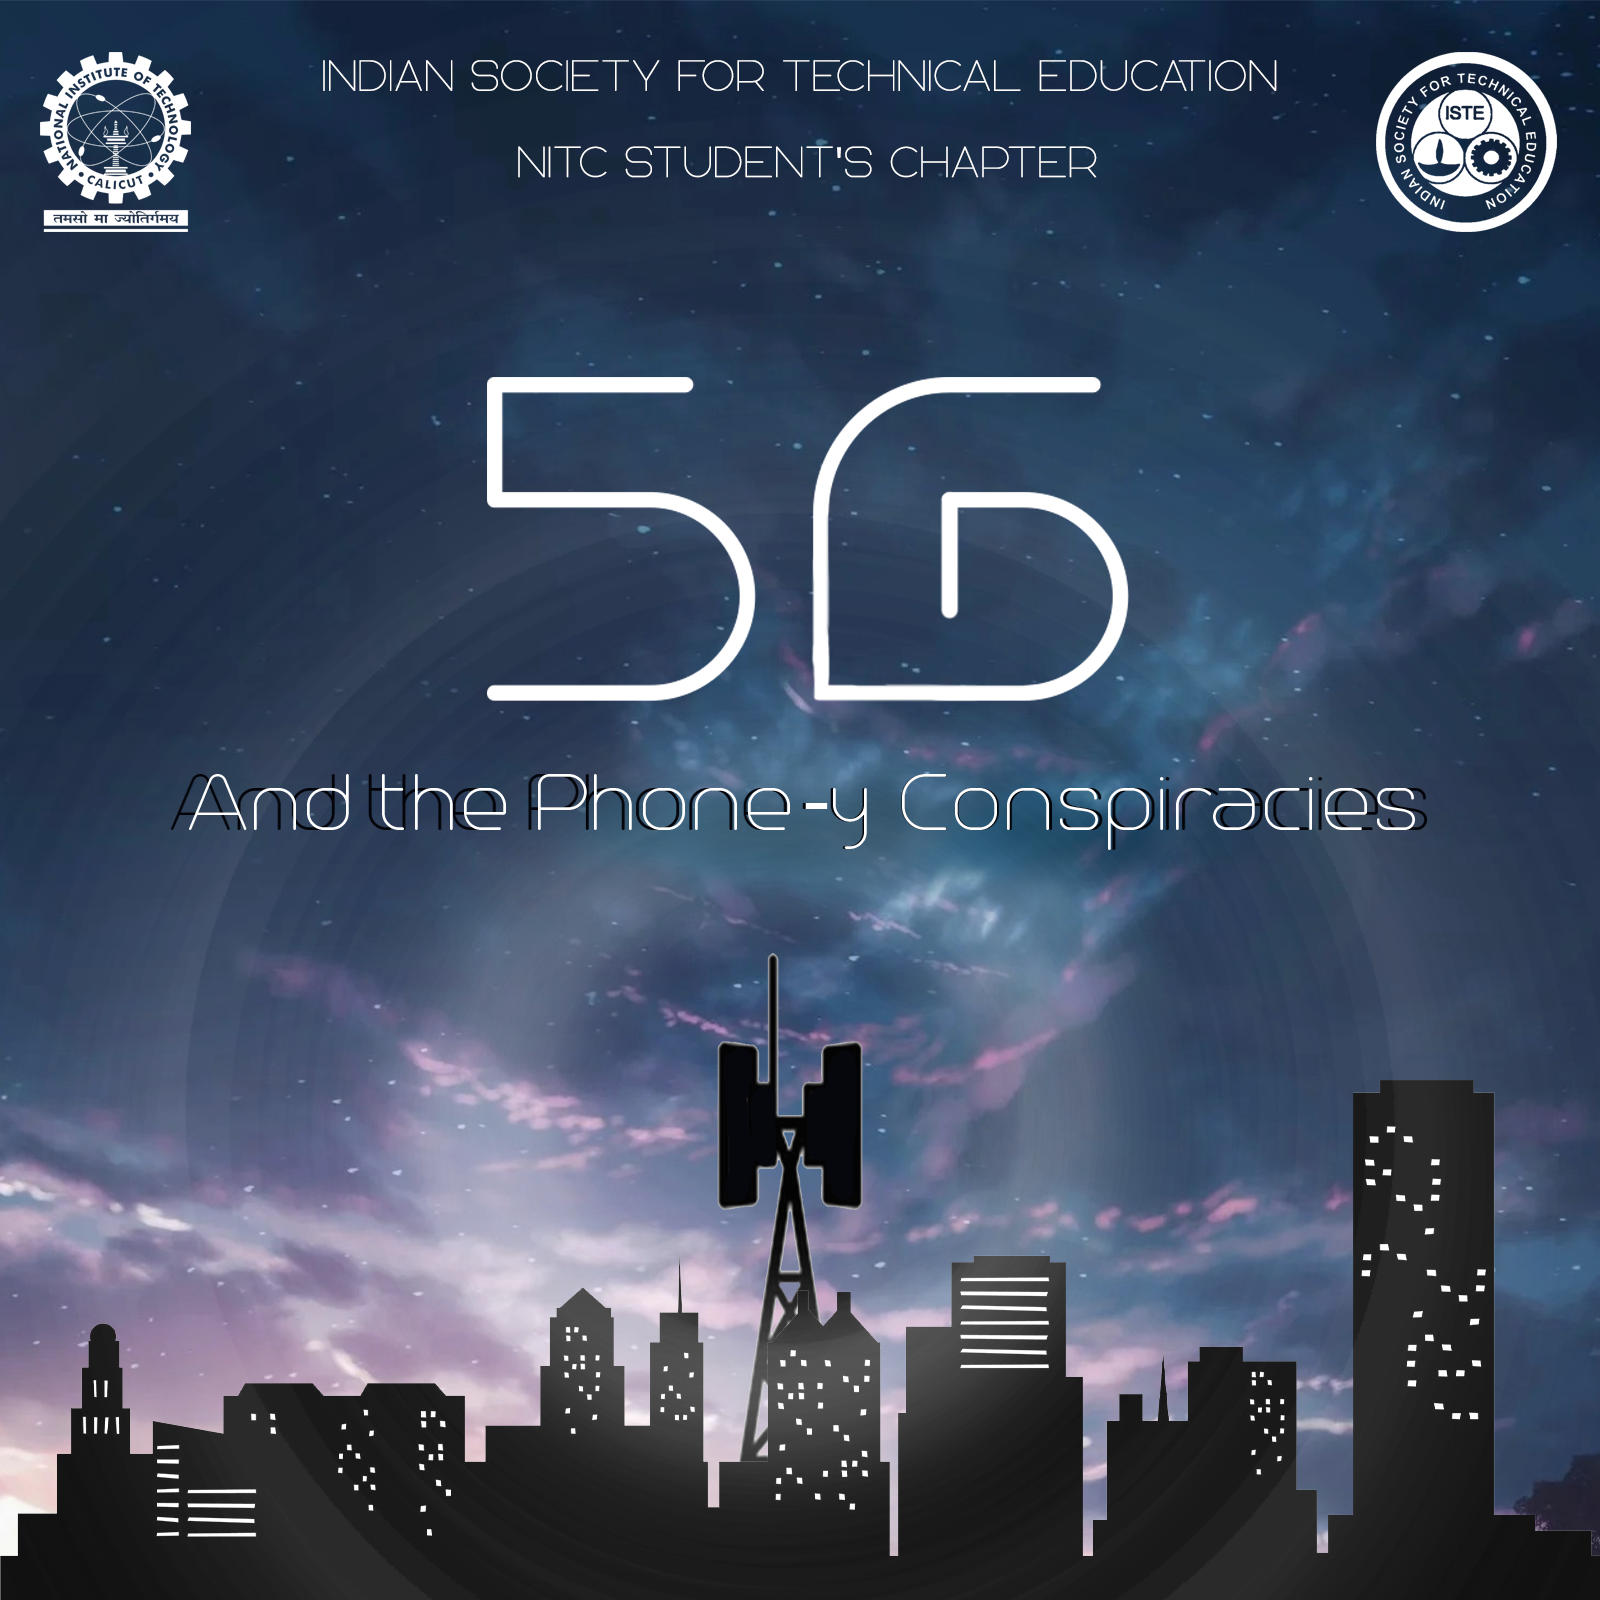 INDIAN SOCIETY FOR TECHNICAL EDUCATION
NITC STUDENT'S CHAPTER
NATIONAL INSTITUTE OF TECHNOLOGY
• CALICUT •
तमसो मा ज्योतिर्गमय
INDIAN SOCIETY FOR TECHNICAL EDUCATION
ISTE
5G
And the Phone-y Conspiracies